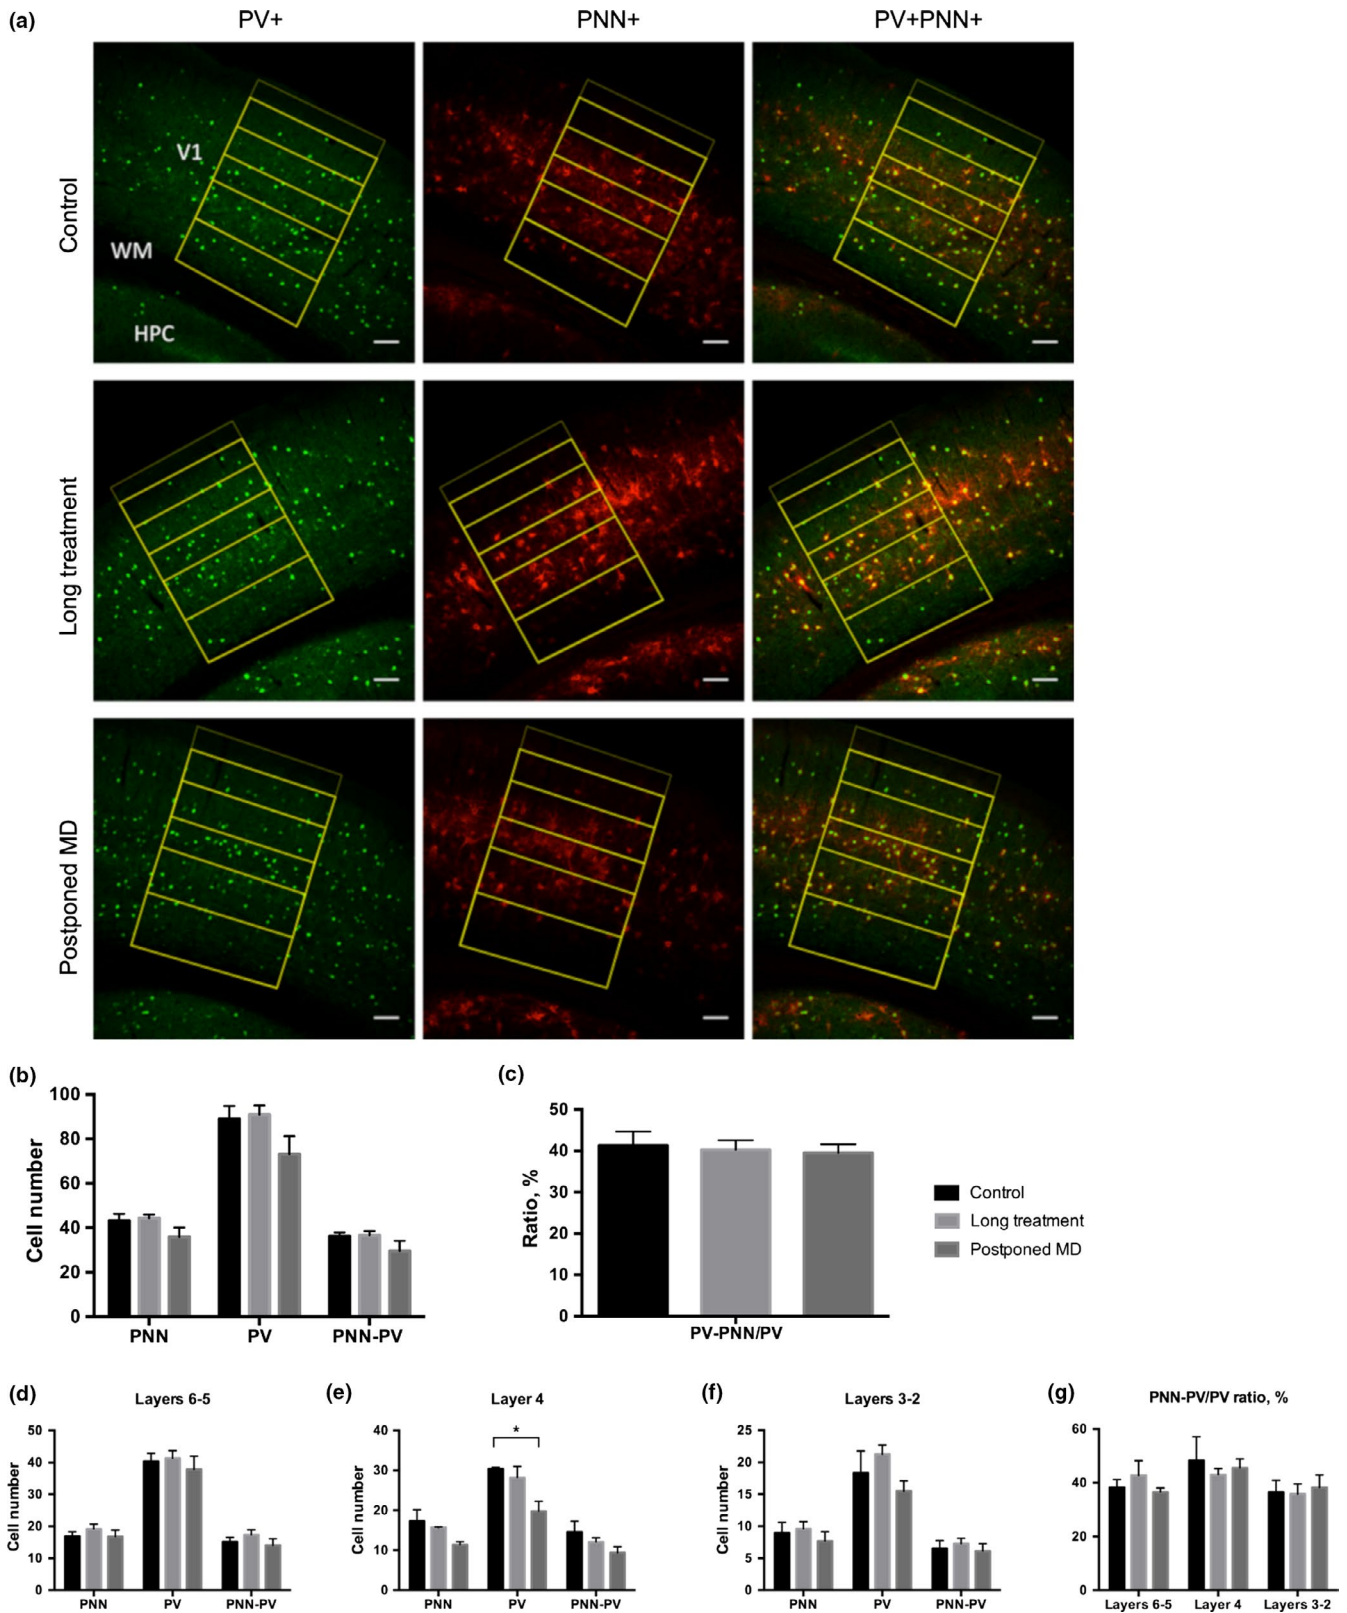 (a)
PV+ PNN+ PV+PNN+
Control
V1
WM
HPC
Long treatment
Postponed MD
(b)
Cell number
100
80
60
40
20
0
PNN PV PNN-PV
(c)
Ratio, %
50
40
30
20
10
0
PV-PNN/PV
Control
Long treatment
Postponed MD
(d)
Layers 6-5
Cell number
50
40
30
20
10
0
PNN PV PNN-PV
(e)
Layer 4
Cell number
40
30
20
10
0
*
PNN PV PNN-PV
(f)
Layers 3-2
Cell number
25
20
15
10
5
0
PNN PV PNN-PV
(g)
PNN-PV/PV ratio, %
60
40
20
0
Layers 6-5 Layer 4 Layers 3-2